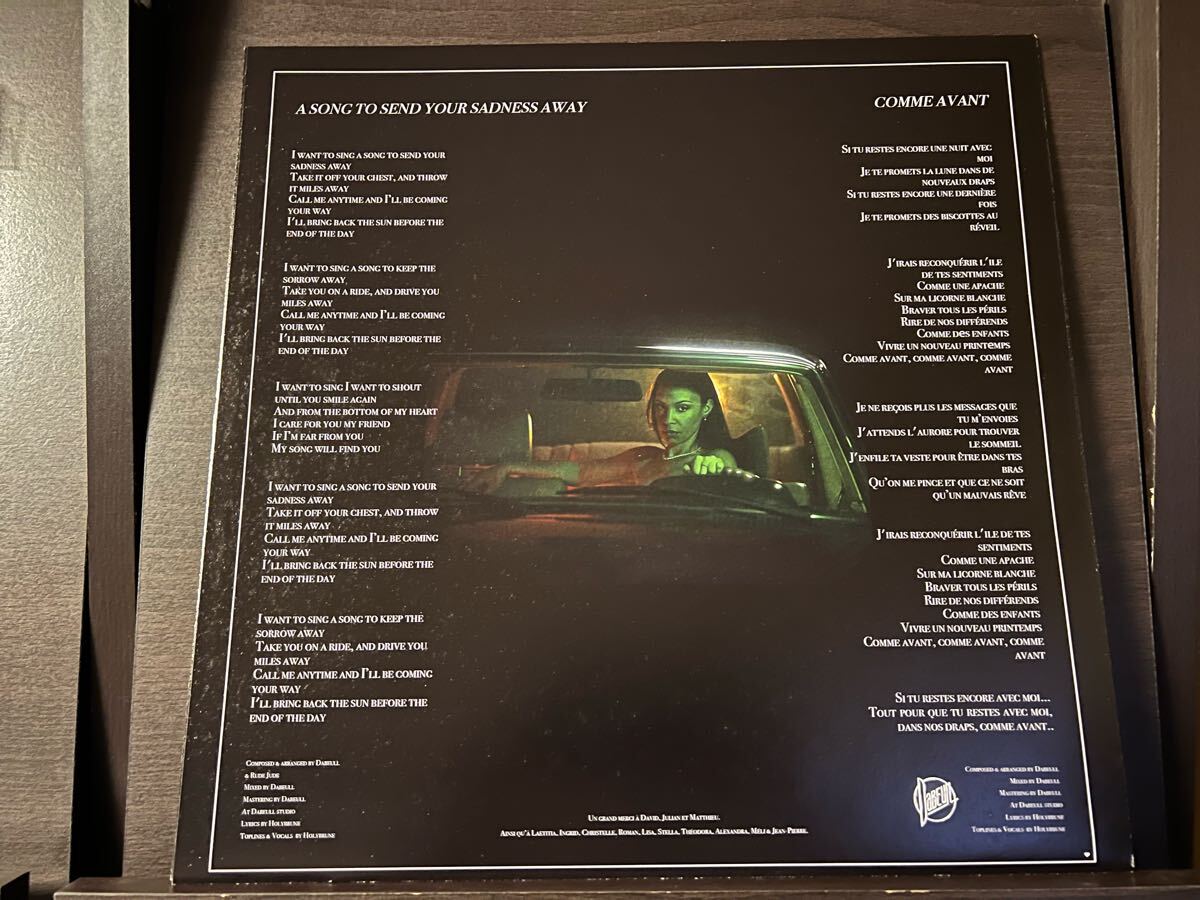 A SONG TO SEND YOUR SADNESS AWAY
I WANT TO SING A SONG TO SEND YOUR
SADNESS AWAY
TAKE IT OFF YOUR CHEST, AND THROW
IT MILES AWAY
CALL ME ANYTIME AND I'LL BE COMING
YOUR WAY
I'LL BRING BACK THE SUN BEFORE THE
END OF THE DAY
I WANT TO SING A SONG TO KEEP THE
SORROW AWAY
TAKE YOU ON A RIDE, AND DRIVE YOU
MILES AWAY
CALL ME ANYTIME AND I'LL BE COMING
YOUR WAY
I'LL BRING BACK THE SUN BEFORE THE
END OF THE DAY
I WANT TO SING I WANT TO SHOUT
UNTIL YOU SMILE AGAIN
AND FROM THE BOTTOM OF MY HEART
I CARE FOR YOU MY FRIEND
IF I'M FAR FROM YOU
MY SONG WILL FIND YOU
I WANT TO SING A SONG TO SEND YOUR
SADNESS AWAY
TAKE IT OFF YOUR CHEST, AND THROW
IT MILES AWAY
CALL ME ANYTIME AND I'LL BE COMING
YOUR WAY
I'LL BRING BACK THE SUN BEFORE THE
END OF THE DAY
I WANT TO SING A SONG TO KEEP THE
SORROW AWAY
TAKE YOU ON A RIDE, AND DRIVE YOU
MILES AWAY
CALL ME ANYTIME AND I'LL BE COMING
YOUR WAY
I'LL BRING BACK THE SUN BEFORE THE
END OF THE DAY
COMPOSED & ARRANGED BY DABEULL
& RUDE JUDE
MIXED BY DABEULL
MASTERING BY DABEULL
AT DABEULL STUDIO
LYRICS BY HOLYBRUNE
TOPLINES & VOCALS BY HOLYBRUNE
COMME AVANT
SI TU RESTES ENCORE UNE NUIT AVEC
MOI
JE TE PROMETS LA LUNE DANS DE
NOUVEAUX DRAPS
SI TU RESTES ENCORE UNE DERNIÈRE
FOIS
JE TE PROMETS DES BISCOTTES AU
RÉVEIL
J'IRAIS RECONQUÉRIR L'ILE
DE TES SENTIMENTS
COMME UNE APACHE
SUR MA LICORNE BLANCHE
BRAVER TOUS LES PÉRILS
RIRE DE NOS DIFFÉRENDS
COMME DES ENFANTS
VIVRE UN NOUVEAU PRINTEMPS
COMME AVANT, COMME AVANT, COMME
AVANT
JE NE REÇOIS PLUS LES MESSAGES QUE
TU M'ENVOIES
J'ATTENDS L'AURORE POUR TROUVER
LE SOMMEIL
J'ENFILE TA VESTE POUR ÊTRE DANS TES
BRAS
QU'ON ME PINCE ET QUE CE NE SOIT
QU'UN MAUVAIS RÊVE
J'IRAIS RECONQUÉRIR L'ILE DE TES
SENTIMENTS
COMME UNE APACHE
SUR MA LICORNE BLANCHE
BRAVER TOUS LES PÉRILS
RIRE DE NOS DIFFÉRENDS
COMME DES ENFANTS
VIVRE UN NOUVEAU PRINTEMPS
COMME AVANT, COMME AVANT, COMME
AVANT
SI TU RESTES ENCORE AVEC MOI...
TOUT POUR QUE TU RESTES AVEC MOI,
DANS NOS DRAPS, COMME AVANT..
DABEULL
COMPOSED & ARRANGED BY DABEULL
MIXED BY DABEULL
MASTERING BY DABEULL
AT DABEULL STUDIO
LYRICS BY HOLYBRUNE
TOPLINES & VOCALS BY HOLYBRUNE
UN GRAND MERCI À DAVID, JULIAN ET MATTHIEU.
AINSI QU'À LAETITIA, INGRID, CHRISTELLE, ROMAN, LISA, STELLA, THÉODORA, ALEXANDRA, MÉLI & JEAN-PIERRE.